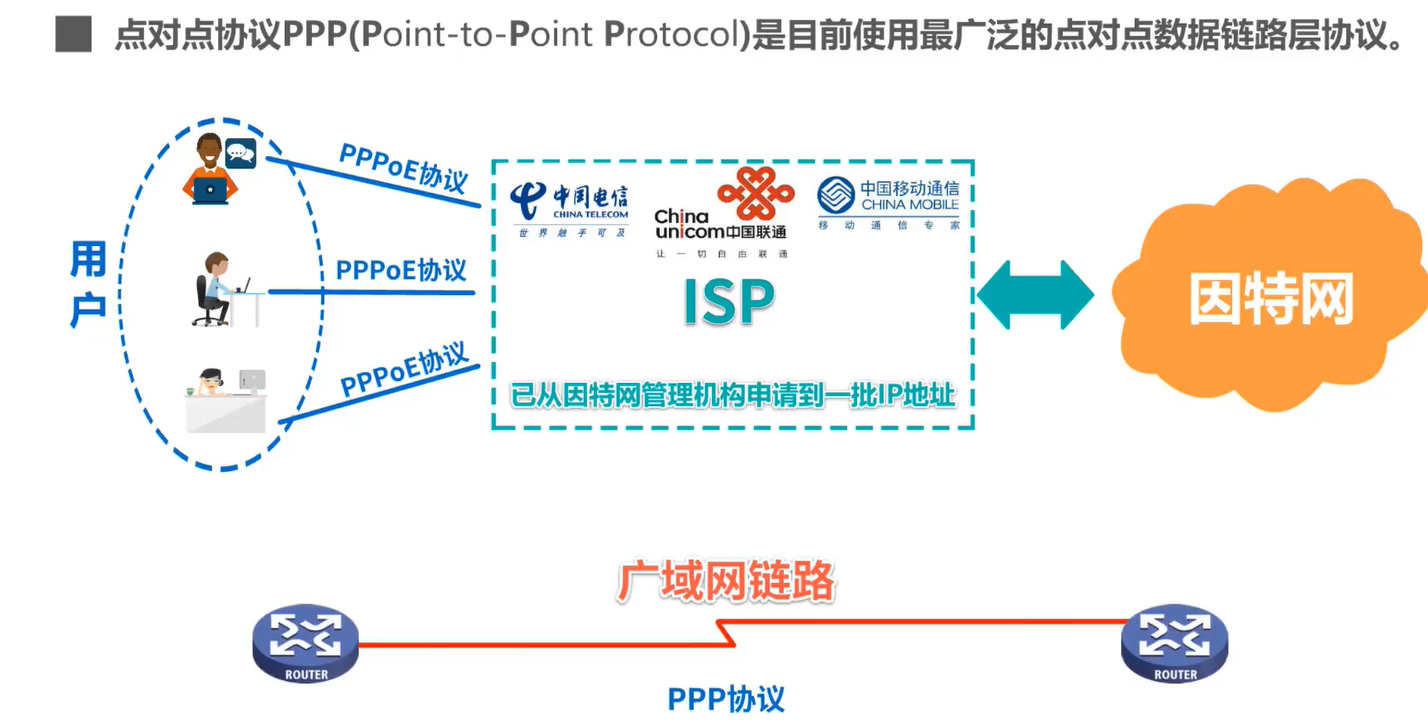 点对点协议PPP(Point-to-Point Protocol)是目前使用最广泛的点对点数据链路层协议。
用户
PPPoE协议
PPPoE协议
PPPoE协议
中国电信
CHINA TELECOM
世界触手可及
China
unicom中国联通
让一切自由联通
中国移动通信
CHINA MOBILE
移动通信专家
ISP
已从因特网管理机构申请到一批IP地址
因特网
广域网链路
ROUTER
ROUTER
PPP协议